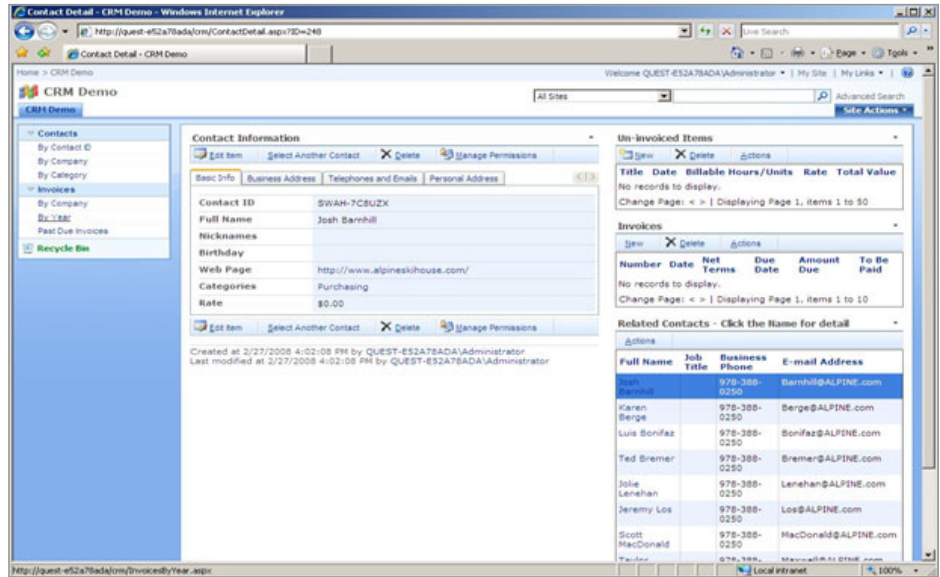 Contact Detail - CRM Demo - Windows Internet Explorer
http://quest-e52a78ada/crm/ContactDetail.aspx?ID=248
Live Search
Contact Detail - CRM Demo
Page Tools
Home > CRM Demo
Welcome QUEST-E52A78ADA\Administrator | My Site | My Links
CRM Demo
All Sites
Advanced Search
CRM Demo
Site Actions
Contacts
By Contact ID
By Company
By Category
Invoices
By Company
By Year
Past Due Invoices
Recycle Bin
Contact Information
Edit Item Select Another Contact Delete Manage Permissions
Basic Info Business Address Telephones and Emails Personal Address
Contact ID SWAH-7C8UZX
Full Name Josh Barnhill
Nicknames
Birthday
Web Page http://www.alpineskihouse.com/
Categories Purchasing
Rate $0.00
Edit Item Select Another Contact Delete Manage Permissions
Created at 2/27/2008 4:02:08 PM by QUEST-E52A78ADA\Administrator
Last modified at 2/27/2008 4:02:08 PM by QUEST-E52A78ADA\Administrator
Un-invoiced Items
New Delete Actions
Title Date Billable Hours/Units Rate Total Value
No records to display.
Change Page: < > | Displaying Page 1, items 1 to 50
Invoices
New Delete Actions
Number Date Net Terms Due Date Amount Due To Be Paid
No records to display.
Change Page: < > | Displaying Page 1, items 1 to 10
Related Contacts - Click the Name for detail
Actions
Full Name Job Title Business Phone E-mail Address
Josh Barnhill 978-388-0250 Barnhill@ALPINE.com
Karen Berge 978-388-0250 Berge@ALPINE.com
Luis Bonifaz 978-388-0250 Bonifaz@ALPINE.com
Ted Bremer 978-388-0250 Bremer@ALPINE.com
Jolie Lenehan 978-388-0250 Lenehan@ALPINE.com
Jeremy Los 978-388-0250 Los@ALPINE.com
Scott MacDonald 978-388-0250 MacDonald@ALPINE.com
http://quest-e52a78ada/crm/InvoicesByYear.aspx
Local intranet
100%